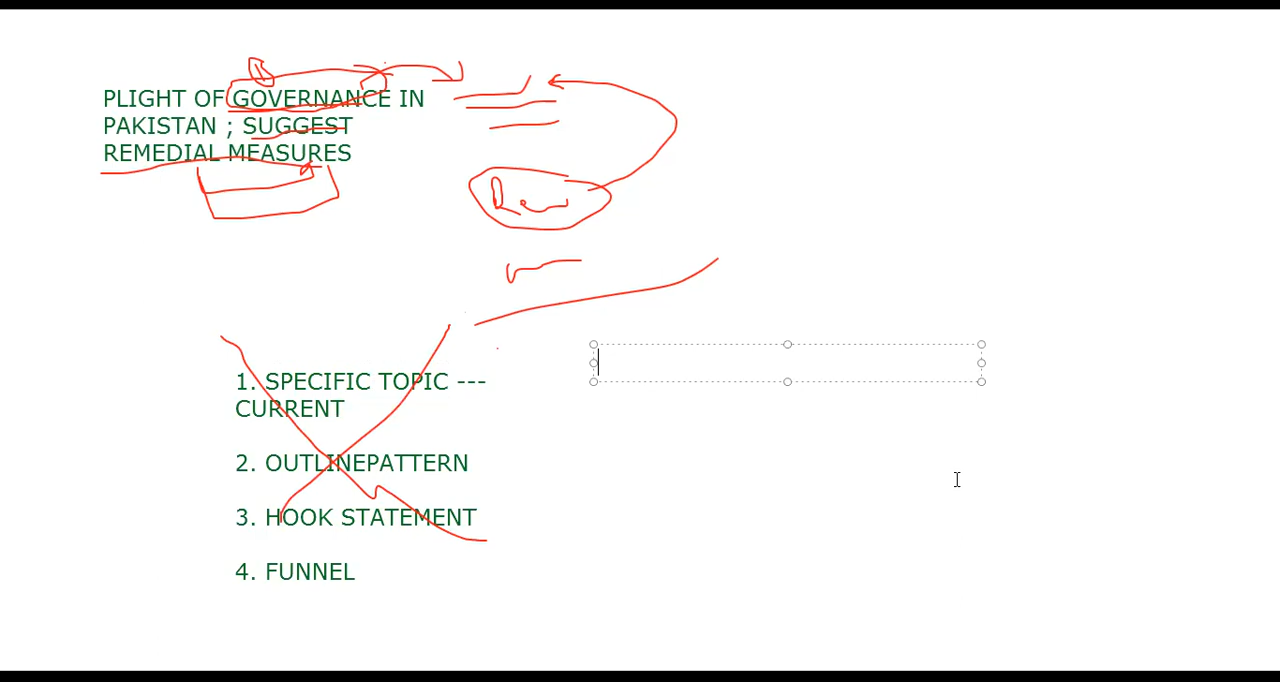 PLIGHT OF GOVERNANCE IN
PAKISTAN ; SUGGEST
REMEDIAL MEASURES
1. SPECIFIC TOPIC ---
CURRENT
2. OUTLINEPATTERN
3. HOOK STATEMENT
4. FUNNEL